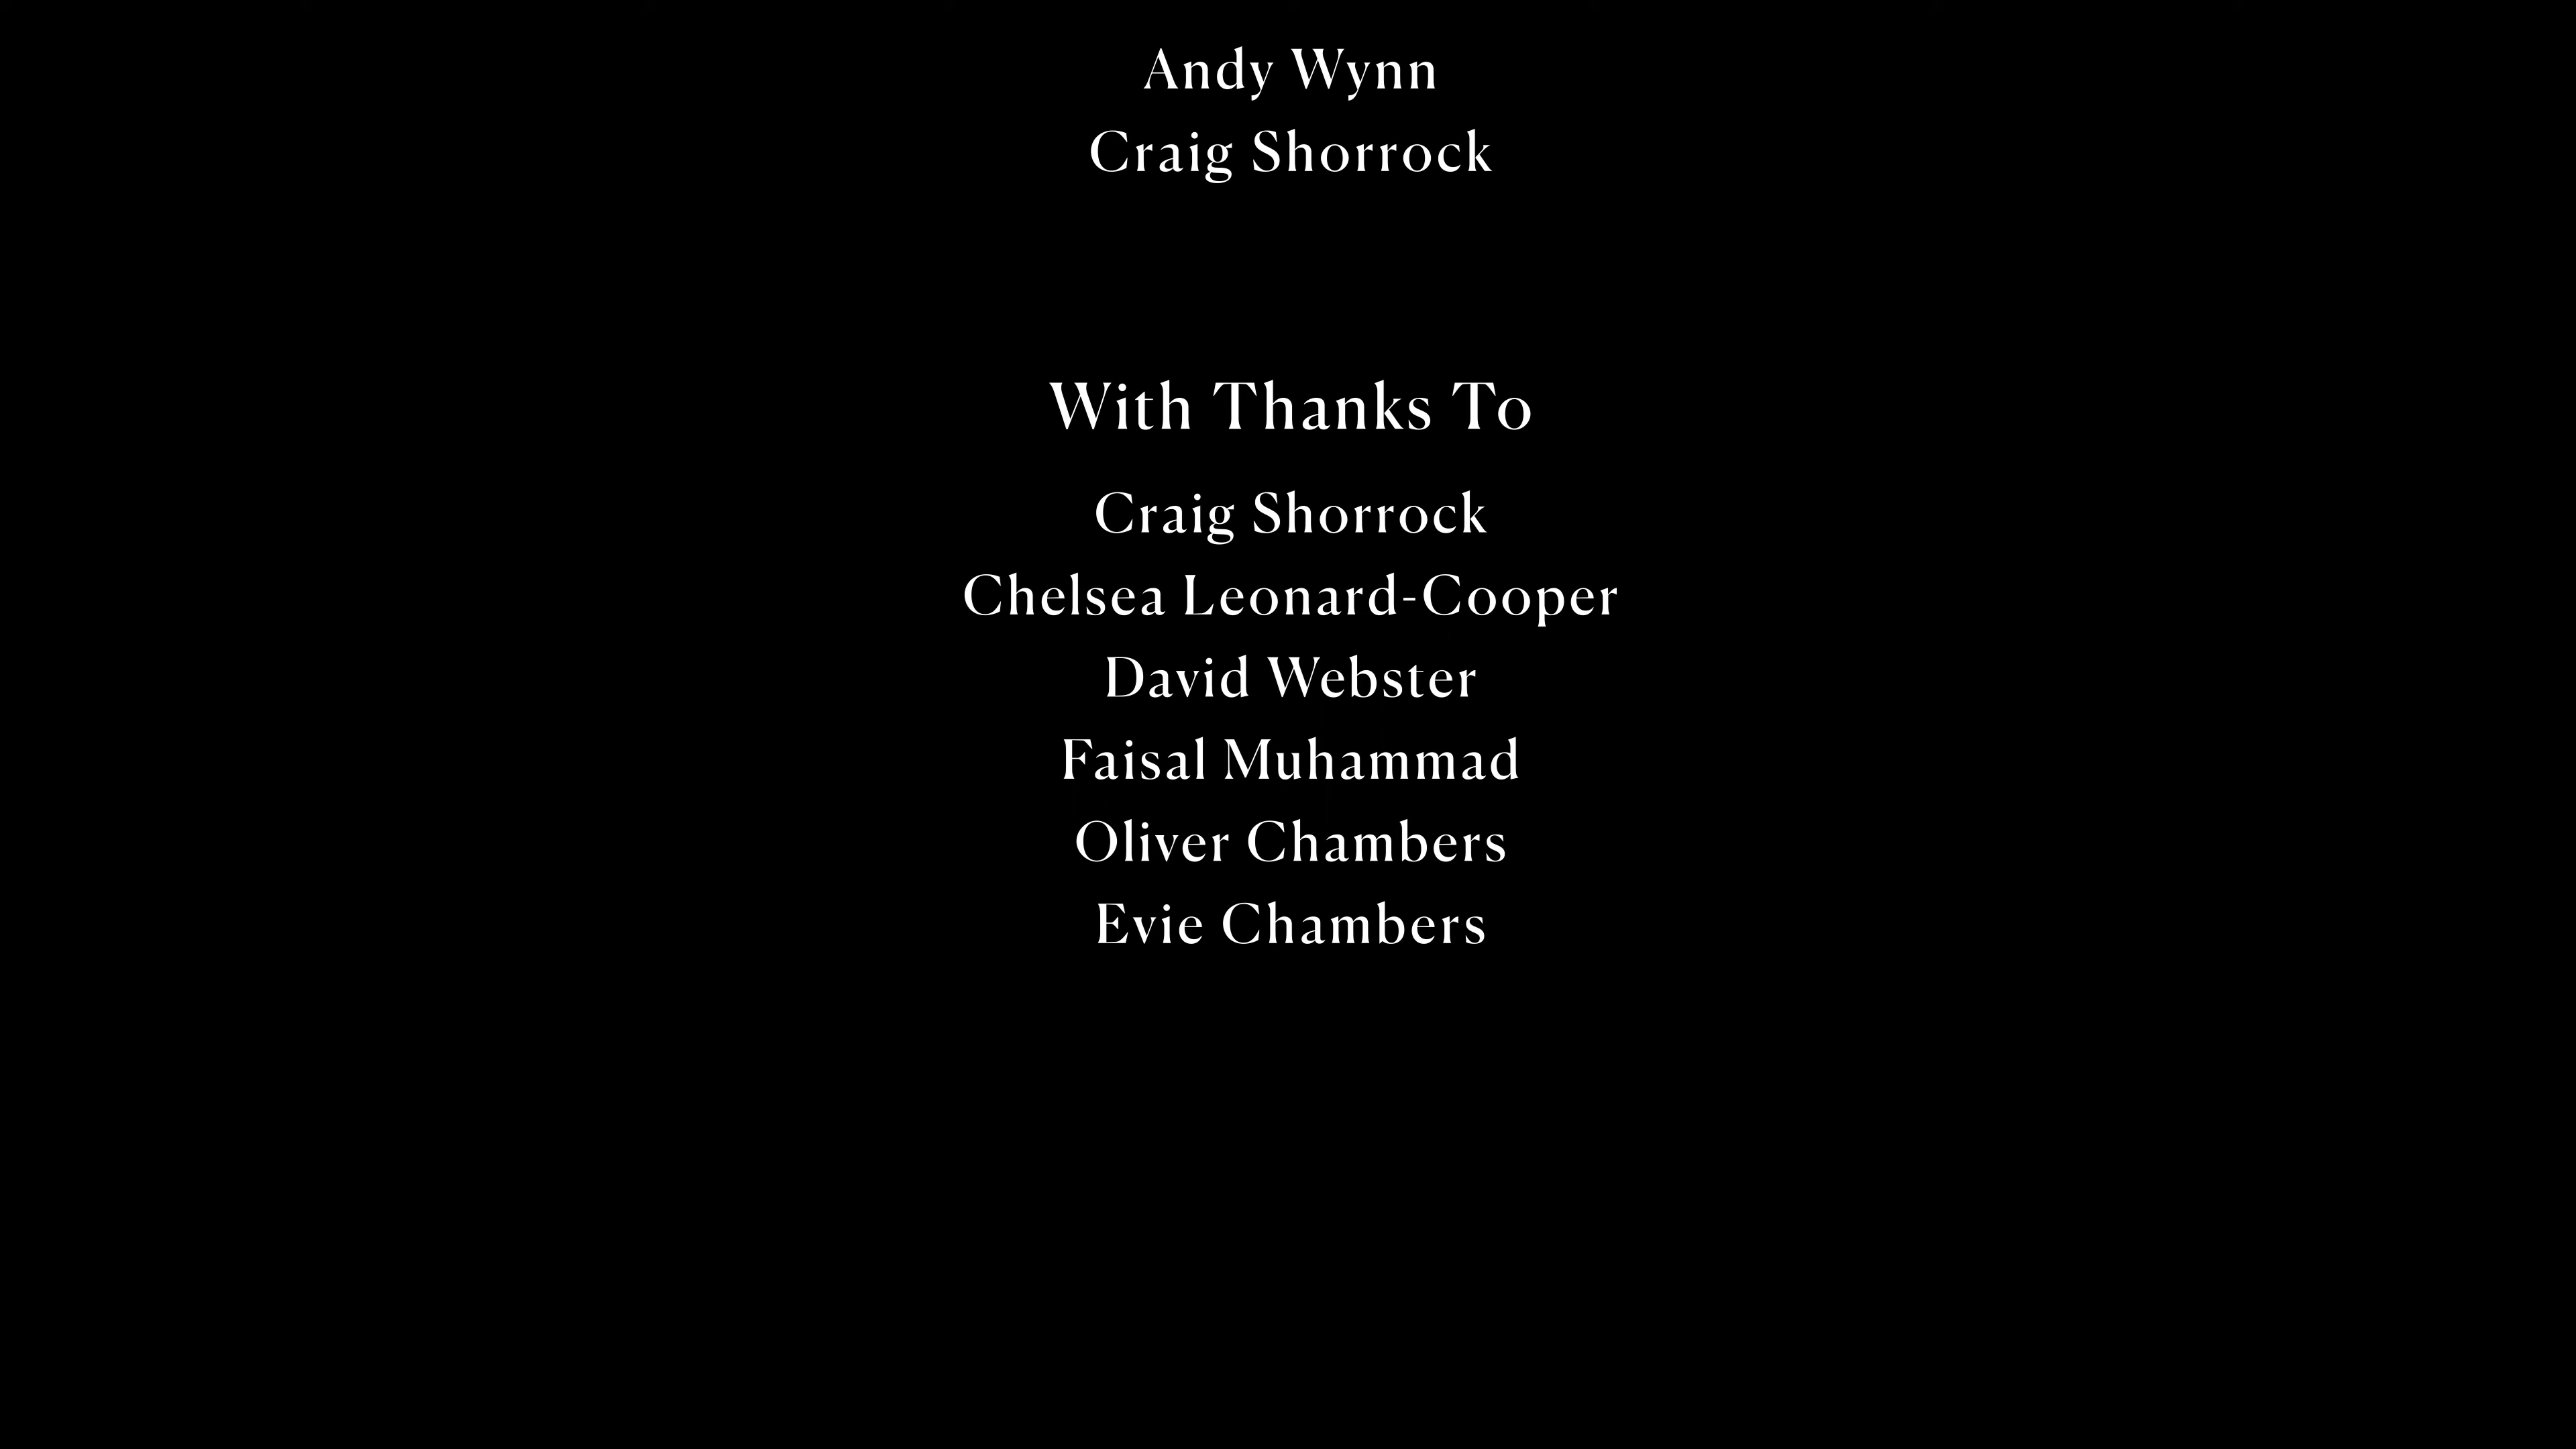 Andy Wynn
Craig Shorrock
With Thanks To
Craig Shorrock
Chelsea Leonard-Cooper
David Webster
Faisal Muhammad
Oliver Chambers
Evie Chambers